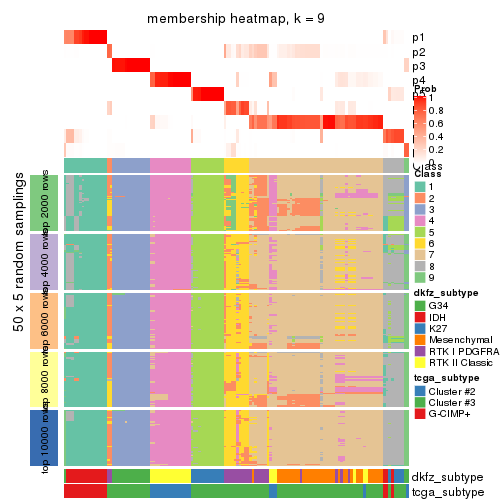 membership heatmap, k = 9
p1
p2
p3
p4
Prob
1
0.8
0.6
0.4
0.2
0
Class
Class
1
2
3
4
5
6
7
8
9
50 x 5 random samplings
top 2000 rows
top 4000 rows
top 6000 rows
top 8000 rows
top 10000 rows
dkfz_subtype
G34
IDH
K27
Mesenchymal
RTK I PDGFRA
RTK II Classic
tcga_subtype
Cluster #2
Cluster #3
G-CIMP+
dkfz_subtype
tcga_subtype